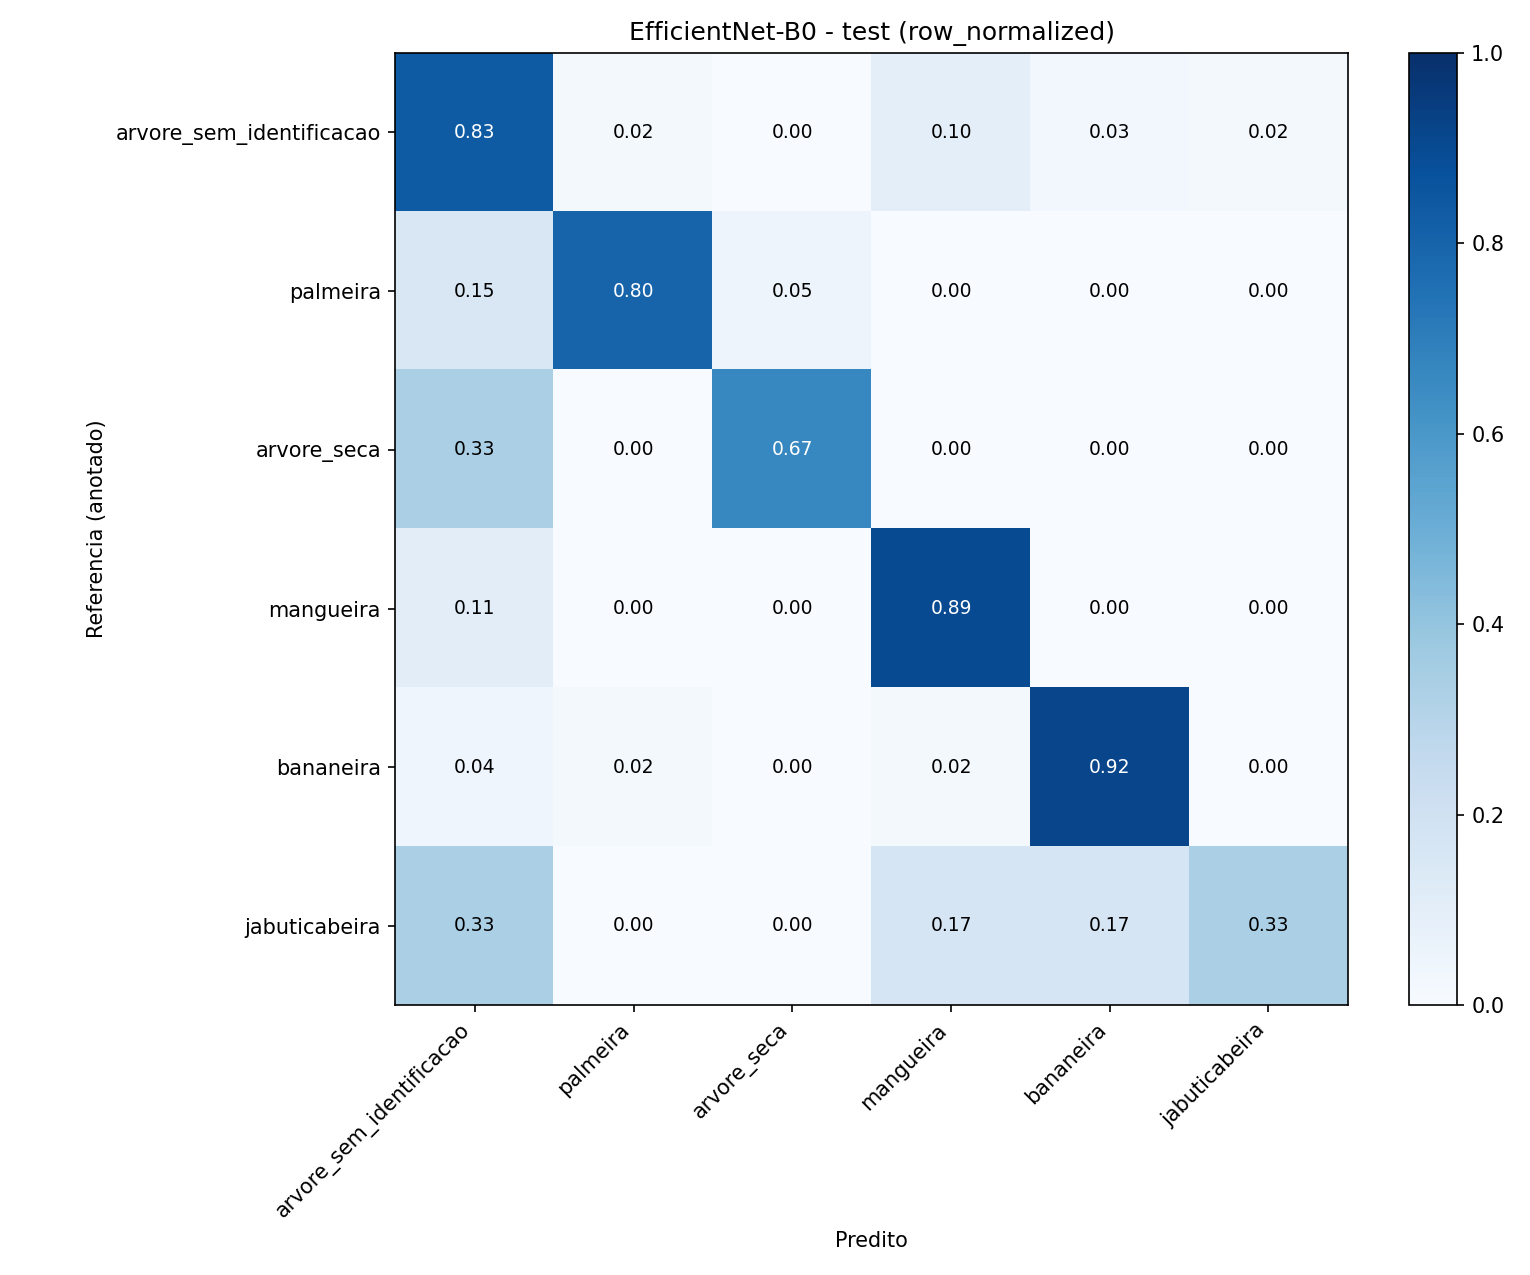 EfficientNet-B0 - test (row_normalized)
Referencia (anotado)
arvore_sem_identificacao 0.83 0.02 0.00 0.10 0.03 0.02
palmeira 0.15 0.80 0.05 0.00 0.00 0.00
arvore_seca 0.33 0.00 0.67 0.00 0.00 0.00
mangueira 0.11 0.00 0.00 0.89 0.00 0.00
bananeira 0.04 0.02 0.00 0.02 0.92 0.00
jabuticabeira 0.33 0.00 0.00 0.17 0.17 0.33
arvore_sem_identificacao
palmeira
arvore_seca
mangueira
bananeira
jabuticabeira
Predito
1.0
0.8
0.6
0.4
0.2
0.0